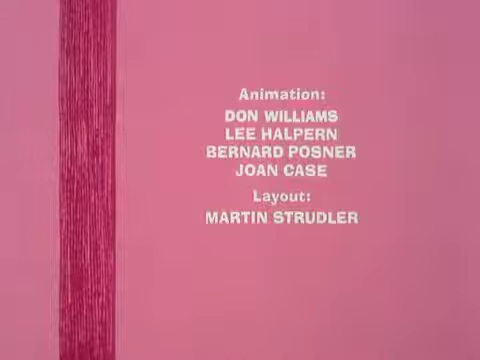 Animation:
DON WILLIAMS
LEE HALPERN
BERNARD POSNER
JOAN CASE
Layout:
MARTIN STRUDLER